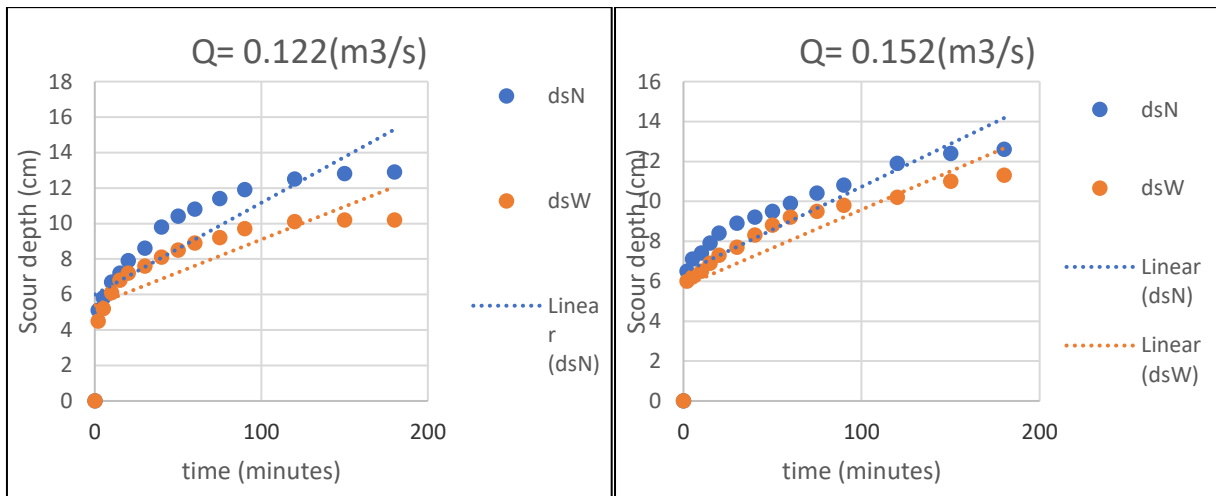 Q= 0.122(m3/s)
18
16
14
12
10
8
6
4
2
0
Scour depth (cm)
0
100
200
time (minutes)
dsN
dsW
Linea
r
(dsN)
Q= 0.152(m3/s)
16
14
12
10
8
6
4
2
0
Scour depth (cm)
0
100
200
time (minutes)
dsN
dsW
Linear
(dsN)
Linear
(dsW)